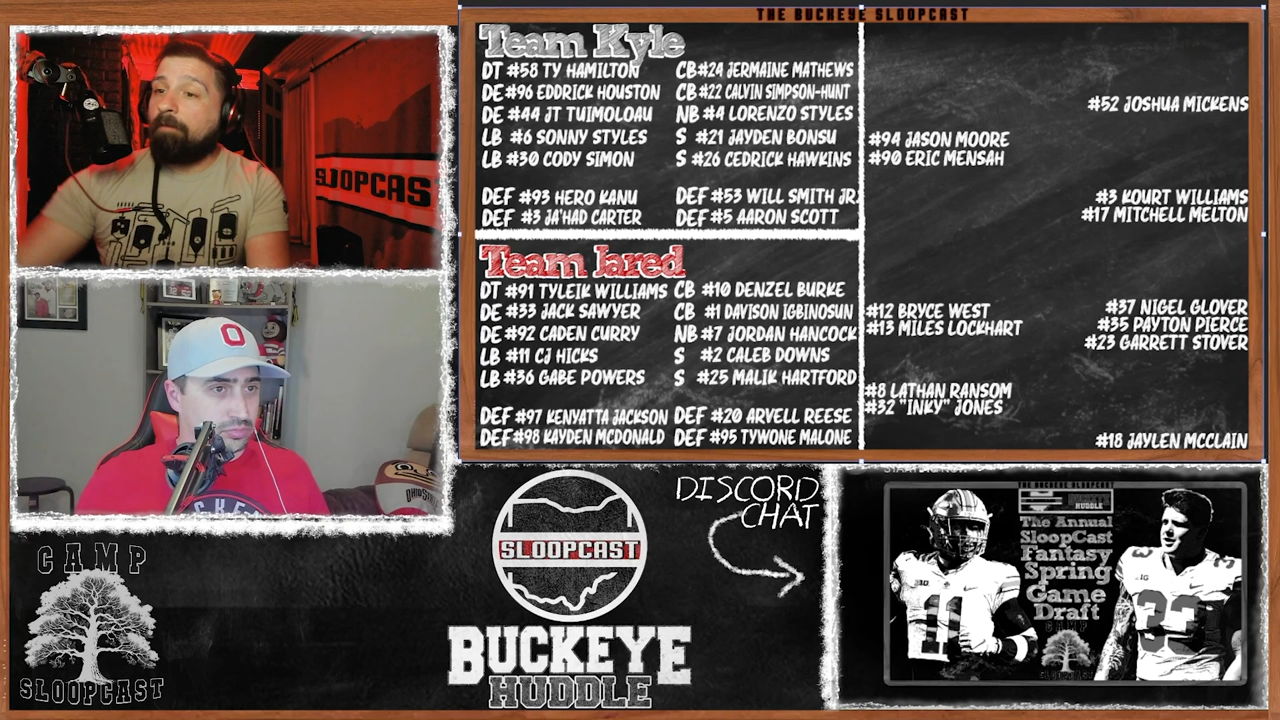 THE BUCKEYE SLOOPCAST
SLOOPCAS
Team Kyle
DT #58 TY HAMILTON
DE #96 EDDRICK HOUSTON
DE #44 JT TUIMOLOAU
LB #6 SONNY STYLES
LB #30 CODY SIMON
DEF #93 HERO KANU
DEF #3 JA'HAD CARTER
CB #24 JERMAINE MATHEWS
CB #22 CALVIN SIMPSON-HUNT
NB #4 LORENZO STYLES
S #21 JAYDEN BONSU
S #26 CEDRICK HAWKINS
DEF #53 WILL SMITH JR.
DEF #5 AARON SCOTT
Team Jared
DT #91 TYLEIK WILLIAMS
DE #33 JACK SAWYER
DE #92 CADEN CURRY
LB #11 CJ HICKS
LB #36 GABE POWERS
DEF #97 KENYATTA JACKSON
DEF #98 KAYDEN MCDONALD
CB #10 DENZEL BURKE
CB #1 DAVISON IGBINOSUN
NB #7 JORDAN HANCOCK
S #2 CALEB DOWNS
S #25 MALIK HARTFORD
DEF #20 ARVELL REESE
DEF #95 TYWONE MALONE
#94 JASON MOORE
#90 ERIC MENSAH
#12 BRYCE WEST
#13 MILES LOCKHART
#8 LATHAN RANSOM
#32 "INKY" JONES
#52 JOSHUA MICKENS
#3 KOURT WILLIAMS
#17 MITCHELL MELTON
#37 NIGEL GLOVER
#35 PAYTON PIERCE
#23 GARRETT STOVER
#18 JAYLEN MCCLAIN
CAMP
SLOOPCAST
SLOOPCAST
BUCKEYE
HUDDLE
DISCORD
CHAT
THE BUCKEYE SLOOPCAST
BUCKEYE
HUDDLE
The Annual
SloopCast
Fantasy
Spring
Game
Draft
CAMP
SLOOPCAST
11
33